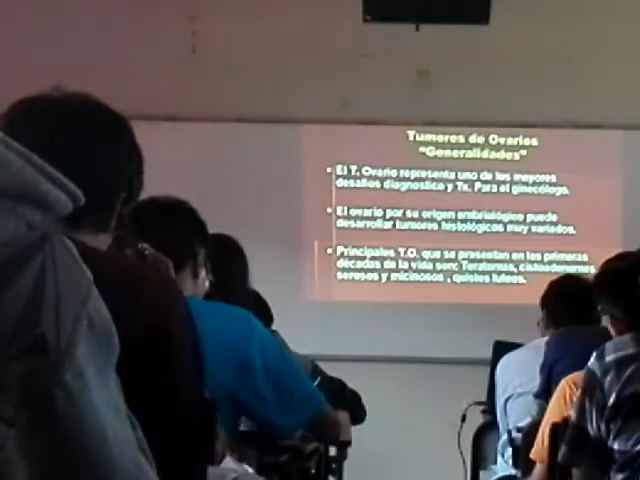 Tumores de Ovarios
"Generalidades"
• El T. Ovario representa uno de los mayores
desafios diagnostico y Tx. Para el ginecólogo.
• El ovario por su origen embriológico puede
desarrollar tumores histológicos muy variados.
• Principales T.O. que se presentan en las primeras
décadas de la vida son: Teratomas,
serosos y micinosos , quistes luteos.